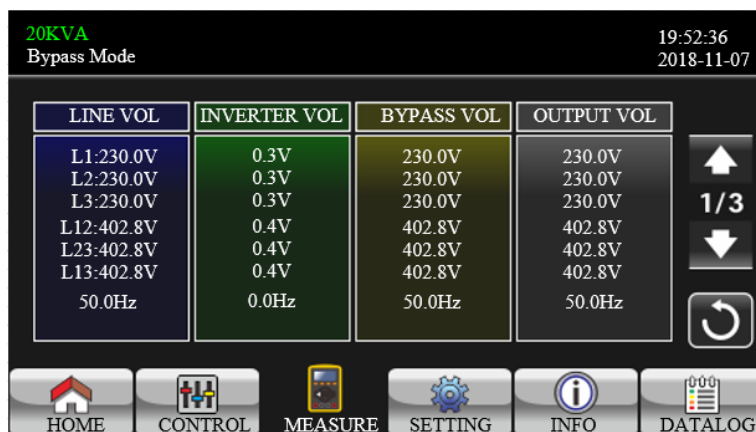 20KVA
19:52:36
Bypass Mode
2018-11-07
LINE VOL
INVERTER VOL
BYPASS VOL
OUTPUT VOL
L1:230.0V
0.3V
230.0V
230.0V
L2:230.0V
0.3V
230.0V
230.0V
L3:230.0V
0.3V
230.0V
230.0V
L12:402.8V
0.4V
402.8V
402.8V
L23:402.8V
0.4V
402.8V
402.8V
L13:402.8V
0.4V
402.8V
402.8V
50.0Hz
0.0Hz
50.0Hz
50.0Hz
1/3
HOME
CONTROL
MEASURE
SETTING
INFO
DATALOG